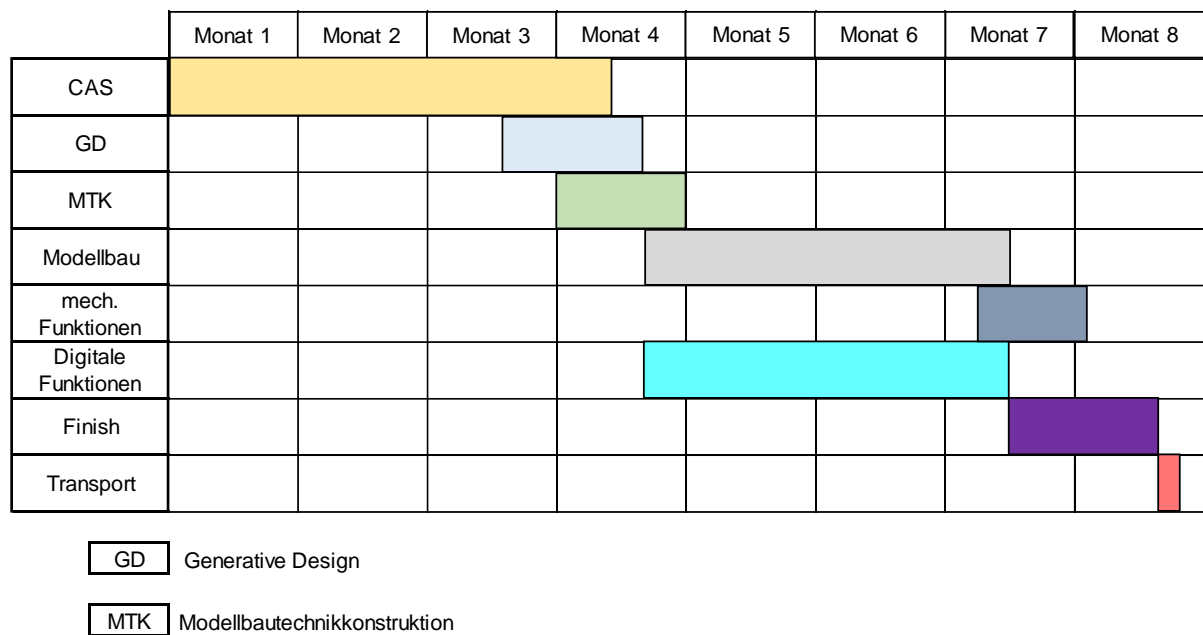 Monat 1 Monat 2 Monat 3 Monat 4 Monat 5 Monat 6 Monat 7 Monat 8
CAS
GD
MTK
Modellbau
mech.
Funktionen
Digitale
Funktionen
Finish
Transport
GD Generative Design
MTK Modellbautechnikkonstruktion